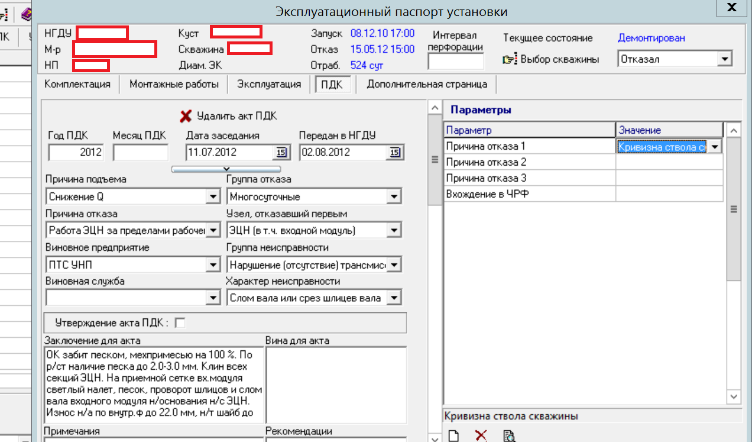 Эксплуатационный паспорт установки
НГДУ Куст Запуск 08.12.10 17:00 Интервал перфорации Текущее состояние Демонтирован
М-р Скважина Отказ 15.05.12 15:00 Выбор скважины Отказал
НП Диам. ЭК Отраб. 524 сут
Комплектация Монтажные работы Эксплуатация ПДК Дополнительная страница
Удалить акт ПДК
Год ПДК Месяц ПДК Дата заседания Передан в НГДУ
2012 11.07.2012 15 02.08.2012 15
Причина подъема Группа отказа
Снижение Q Многосуточные
Причина отказа Узел, отказавший первым
Работа ЭЦН за пределами рабочей ЭЦН (в т.ч. входной модуль)
Виновное предприятие Группа неисправности
ПТС УНП Нарушение (отсутствие) трансмисс
Виновная служба Характер неисправности
Слом вала или срез шлицев вала
Утверждение акта ПДК :
Заключение для акта Вина для акта
ОК забит песком, мехпримесью на 100 %. По
р/ст наличие песка до 2.0-3.0 мм. Клин всех
секций ЭЦН. На приемной сетке вх.модуля
светлый налет, песок, проворот шлицов и слом
вала входного модуля н/основания н/с ЭЦН.
Износ н/а по внутр.ф до 22.0 мм, н/т шайб до
Примечания Рекомендации
Параметры
Параметр Значение
Причина отказа 1 Кривизна ствола с
Причина отказа 2
Причина отказа 3
Вхождение в ЧРФ
Кривизна ствола скважины